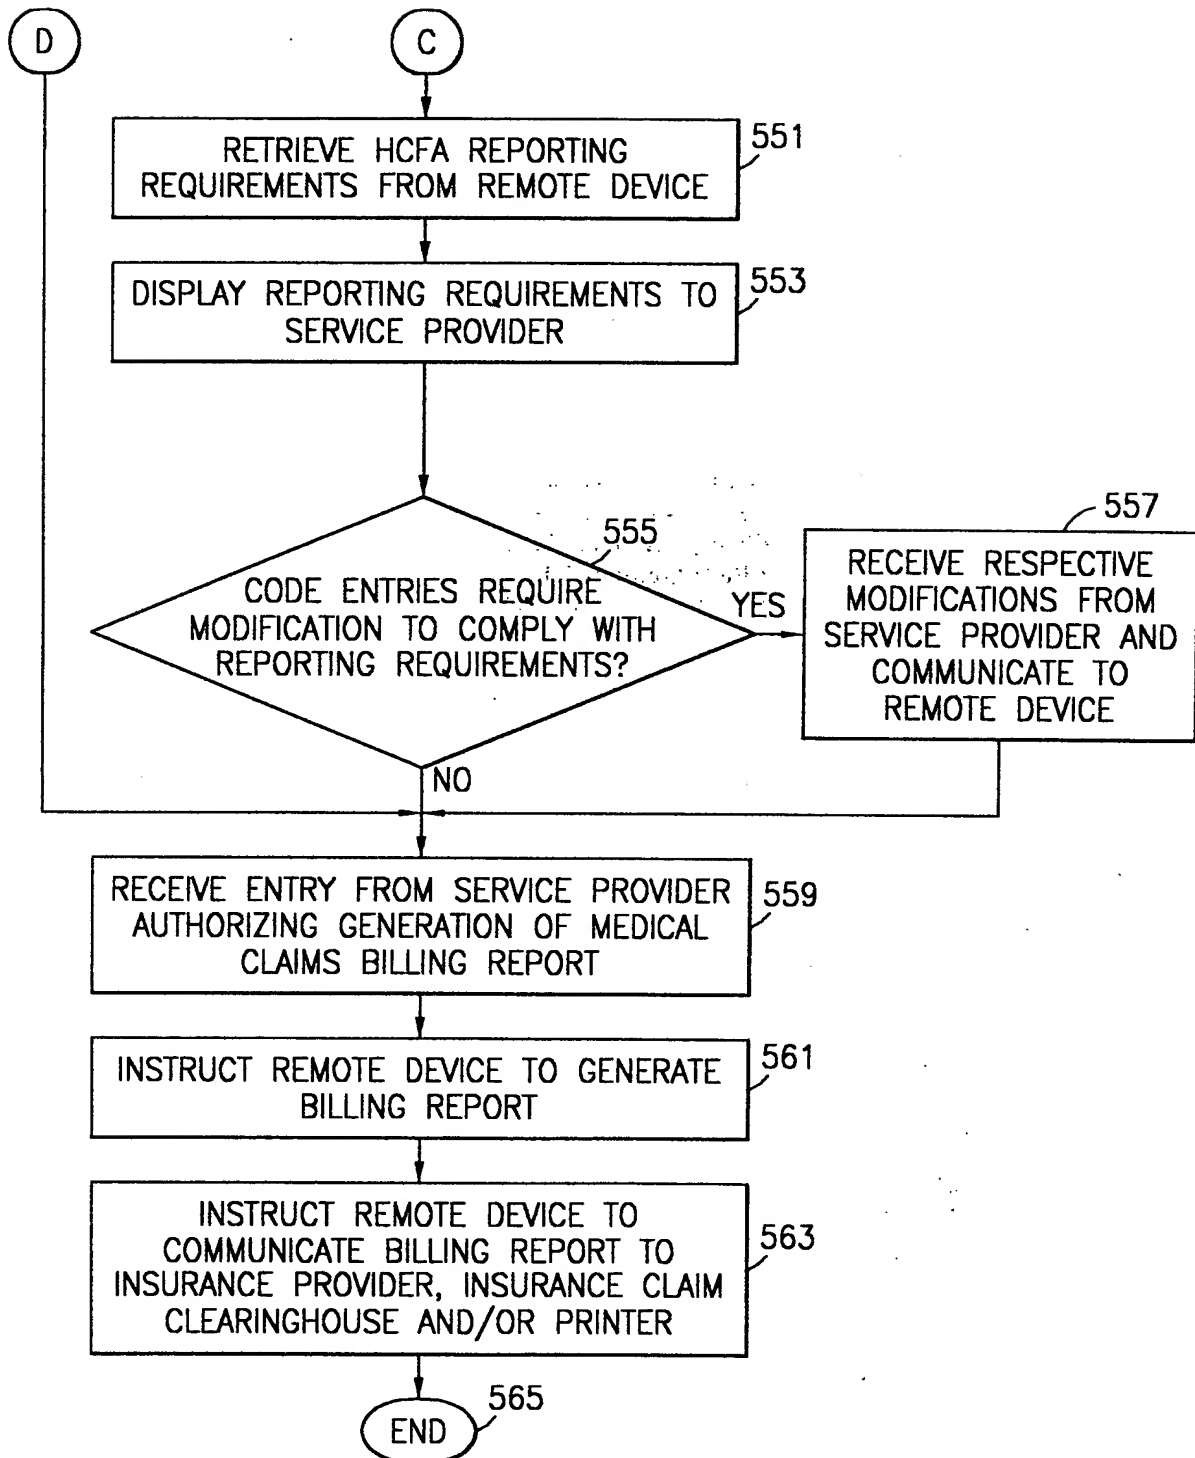 D
C
RETRIEVE HCFA REPORTING
REQUIREMENTS FROM REMOTE DEVICE
551
DISPLAY REPORTING REQUIREMENTS TO
SERVICE PROVIDER
553
555
CODE ENTRIES REQUIRE
MODIFICATION TO COMPLY WITH
REPORTING REQUIREMENTS?
YES
557
RECEIVE RESPECTIVE
MODIFICATIONS FROM
SERVICE PROVIDER AND
COMMUNICATE TO
REMOTE DEVICE
NO
RECEIVE ENTRY FROM SERVICE PROVIDER
AUTHORIZING GENERATION OF MEDICAL
CLAIMS BILLING REPORT
559
INSTRUCT REMOTE DEVICE TO GENERATE
BILLING REPORT
561
INSTRUCT REMOTE DEVICE TO
COMMUNICATE BILLING REPORT TO
INSURANCE PROVIDER, INSURANCE CLAIM
CLEARINGHOUSE AND/OR PRINTER
563
END
565